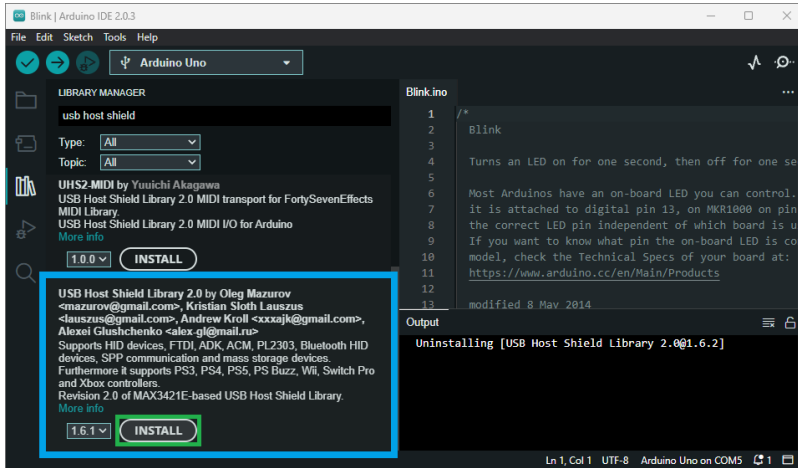 Blink | Arduino IDE 2.0.3
File Edit Sketch Tools Help
Arduino Uno
LIBRARY MANAGER
usb host shield
Type: All
Topic: All
UHS2-MIDI by Yuuichi Akagawa
USB Host Shield Library 2.0 MIDI transport for FortySevenEffects
MIDI Library.
USB Host Shield Library 2.0 MIDI I/O for Arduino
More info
1.0.0 INSTALL
USB Host Shield Library 2.0 by Oleg Mazurov
<mazurov@gmail.com>, Kristian Sloth Lauszus
<lauszus@gmail.com>, Andrew Kroll <xxxajk@gmail.com>,
Alexei Glushchenko <alex-gl@mail.ru>
Supports HID devices, FTDI, ADK, ACM, PL2303, Bluetooth HID
devices, SPP communication and mass storage devices.
Furthermore it supports PS3, PS4, PS5, PS Buzz, Wii, Switch Pro
and Xbox controllers.
Revision 2.0 of MAX3421E-based USB Host Shield Library.
More info
1.6.1 INSTALL
Blink.ino
1 /*
2 Blink
3
4 Turns an LED on for one second, then off for one se
5
6 Most Arduinos have an on-board LED you can control.
7 it is attached to digital pin 13, on MKR1000 on pin
8 the correct LED pin independent of which board is u
9 If you want to know what pin the on-board LED is co
10 model, check the Technical Specs of your board at:
11 https://www.arduino.cc/en/Main/Products
12
13 modified 8 May 2014
Output
Uninstalling [USB Host Shield Library 2.0@1.6.2]
Ln 1, Col 1 UTF-8 Arduino Uno on COM5 1